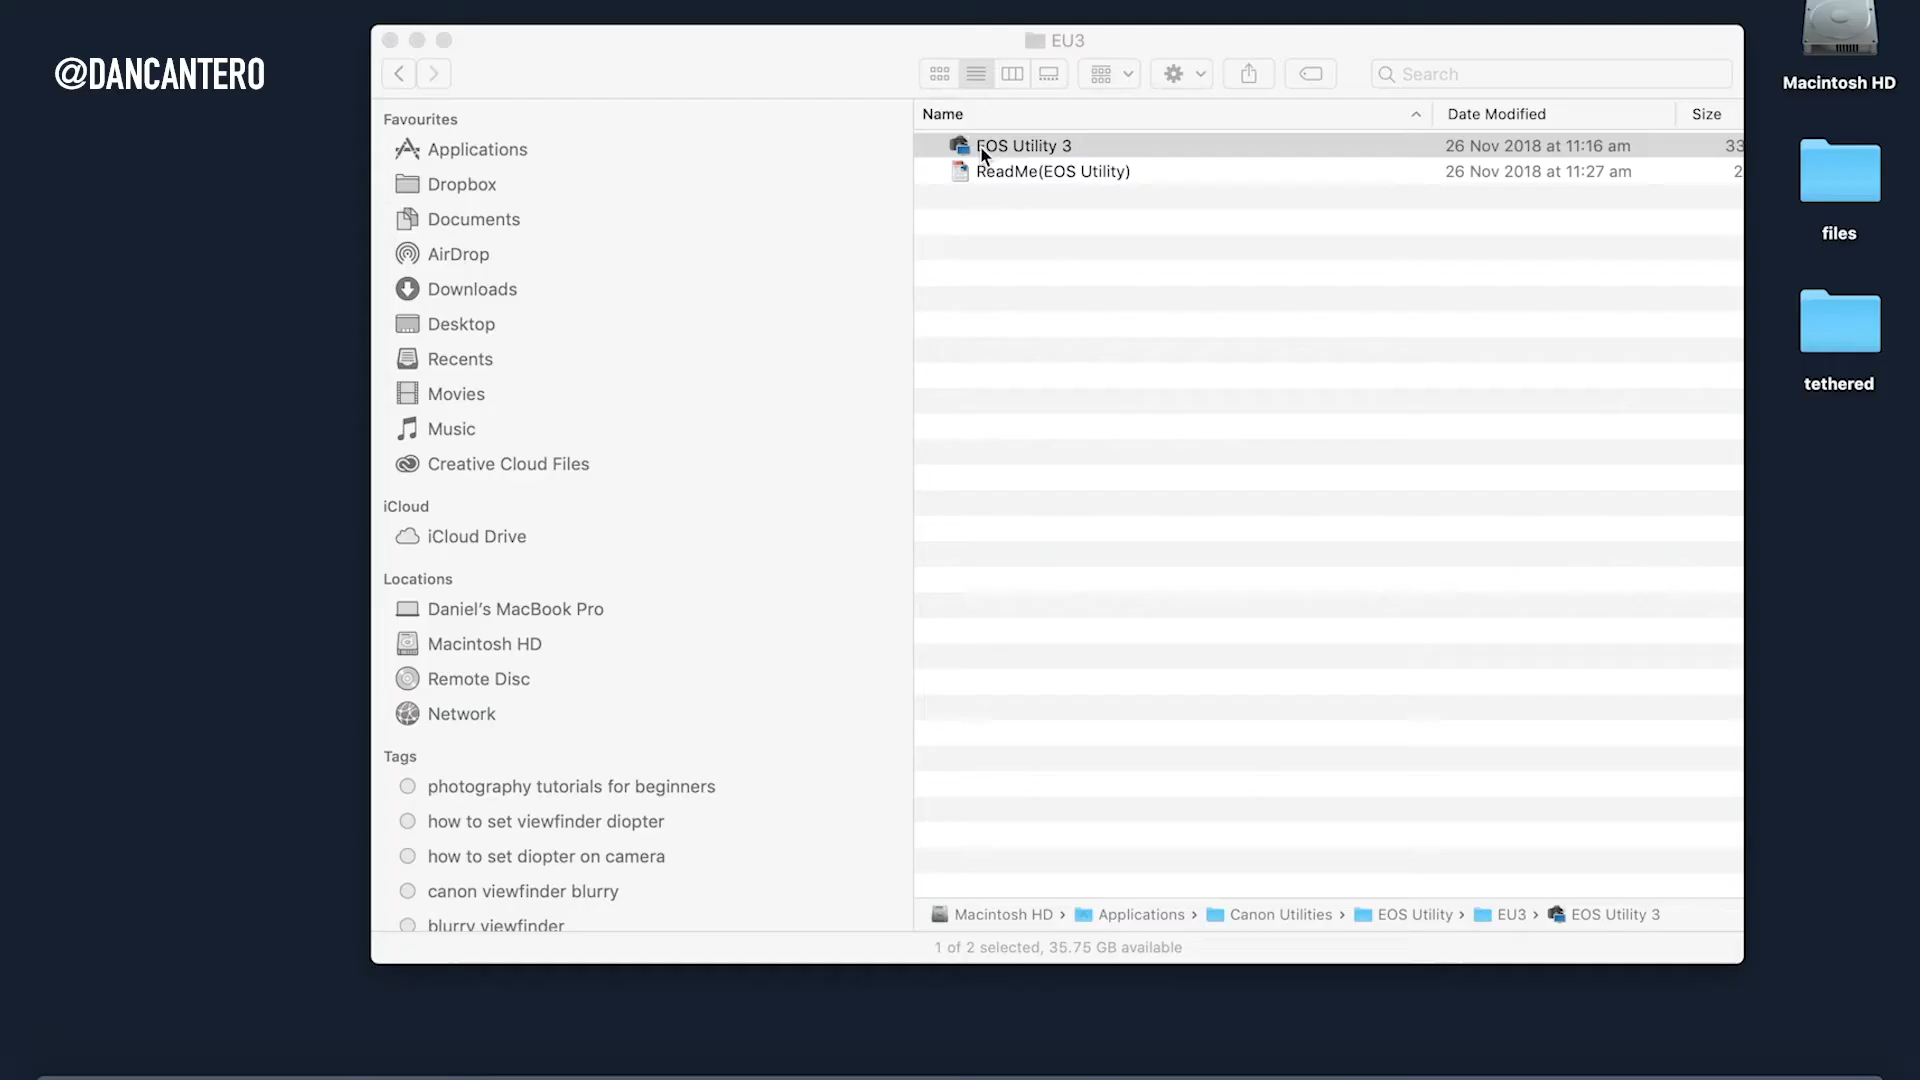 @DANCANTERO
EU3
Search
Macintosh HD
files
tethered
Favourites
Applications
Dropbox
Documents
AirDrop
Downloads
Desktop
Recents
Movies
Music
Creative Cloud Files
iCloud
iCloud Drive
Locations
Daniel’s MacBook Pro
Macintosh HD
Remote Disc
Network
Tags
photography tutorials for beginners
how to set viewfinder diopter
how to set diopter on camera
canon viewfinder blurry
blurry viewfinder
Name Date Modified Size
EOS Utility 3 26 Nov 2018 at 11:16 am 33
ReadMe(EOS Utility) 26 Nov 2018 at 11:27 am 2
Macintosh HD › Applications › Canon Utilities › EOS Utility › EU3 › EOS Utility 3
1 of 2 selected, 35.75 GB available